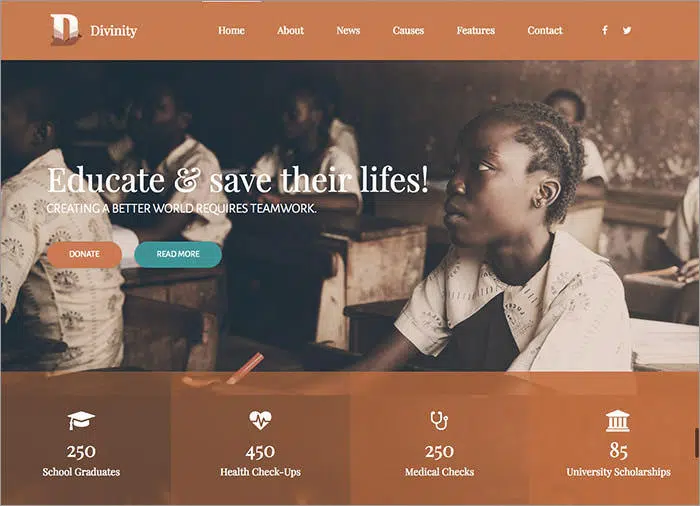 Divinity
Home About News Causes Features Contact
Educate & save their lifes!
CREATING A BETTER WORLD REQUIRES TEAMWORK.
DONATE READ MORE
250 450 250 85
School Graduates Health Check-Ups Medical Checks University Scholarships